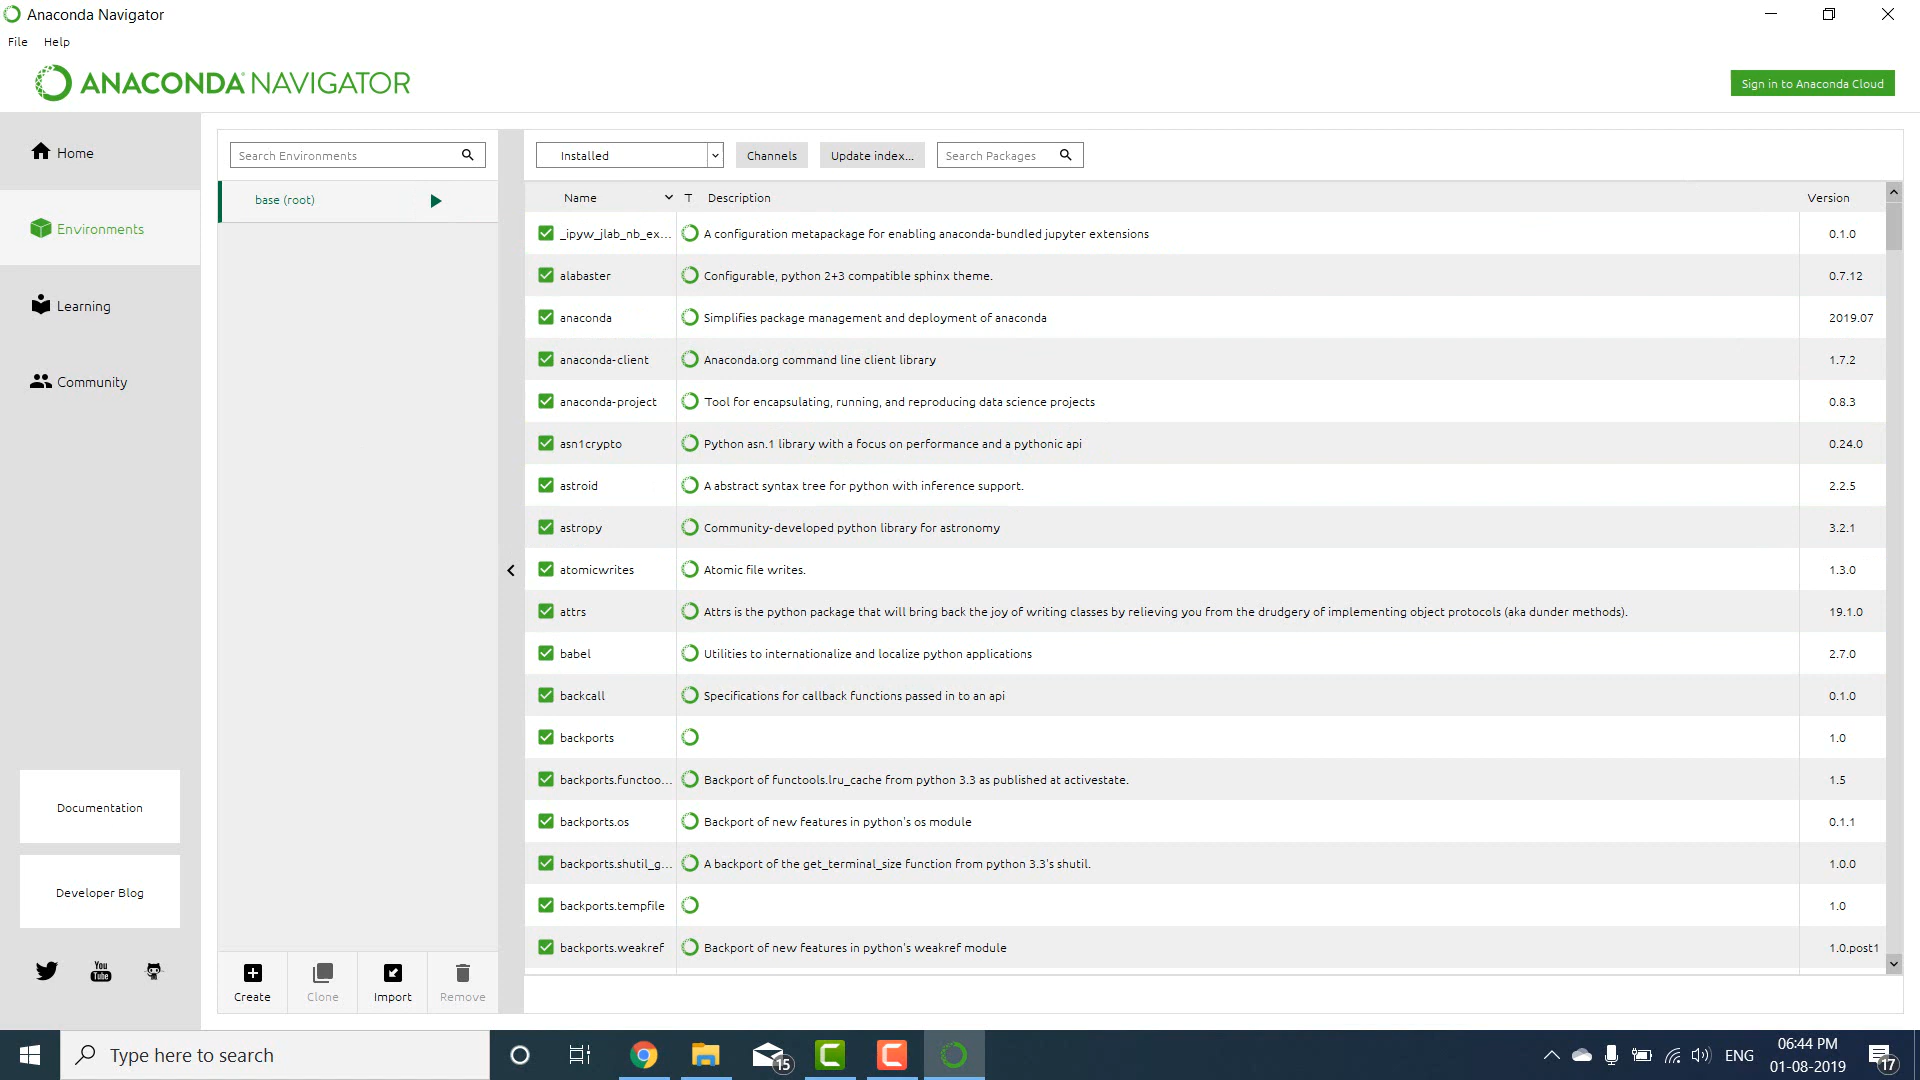 Anaconda Navigator
File Help
ANACONDA NAVIGATOR
Sign in to Anaconda Cloud
Home
Environments
Learning
Community
Documentation
Developer Blog
You
Tube
Search Environments
base (root)
Create Clone Import Remove
Installed Channels Update index... Search Packages
Name T Description Version
_ipyw_jlab_nb_ex... A configuration metapackage for enabling anaconda-bundled jupyter extensions 0.1.0
alabaster Configurable, python 2+3 compatible sphinx theme. 0.7.12
anaconda Simplifies package management and deployment of anaconda 2019.07
anaconda-client Anaconda.org command line client library 1.7.2
anaconda-project Tool for encapsulating, running, and reproducing data science projects 0.8.3
asn1crypto Python asn.1 library with a focus on performance and a pythonic api 0.24.0
astroid A abstract syntax tree for python with inference support. 2.2.5
astropy Community-developed python library for astronomy 3.2.1
atomicwrites Atomic file writes. 1.3.0
attrs Attrs is the python package that will bring back the joy of writing classes by relieving you from the drudgery of implementing object protocols (aka dunder methods). 19.1.0
babel Utilities to internationalize and localize python applications 2.7.0
backcall Specifications for callback functions passed in to an api 0.1.0
backports 1.0
backports.functoo... Backport of functools.lru_cache from python 3.3 as published at activestate. 1.5
backports.os Backport of new features in python's os module 0.1.1
backports.shutil_g... A backport of the get_terminal_size function from python 3.3's shutil. 1.0.0
backports.tempfile 1.0
backports.weakref Backport of new features in python's weakref module 1.0.post1
Type here to search
15
ENG
06:44 PM
01-08-2019
17